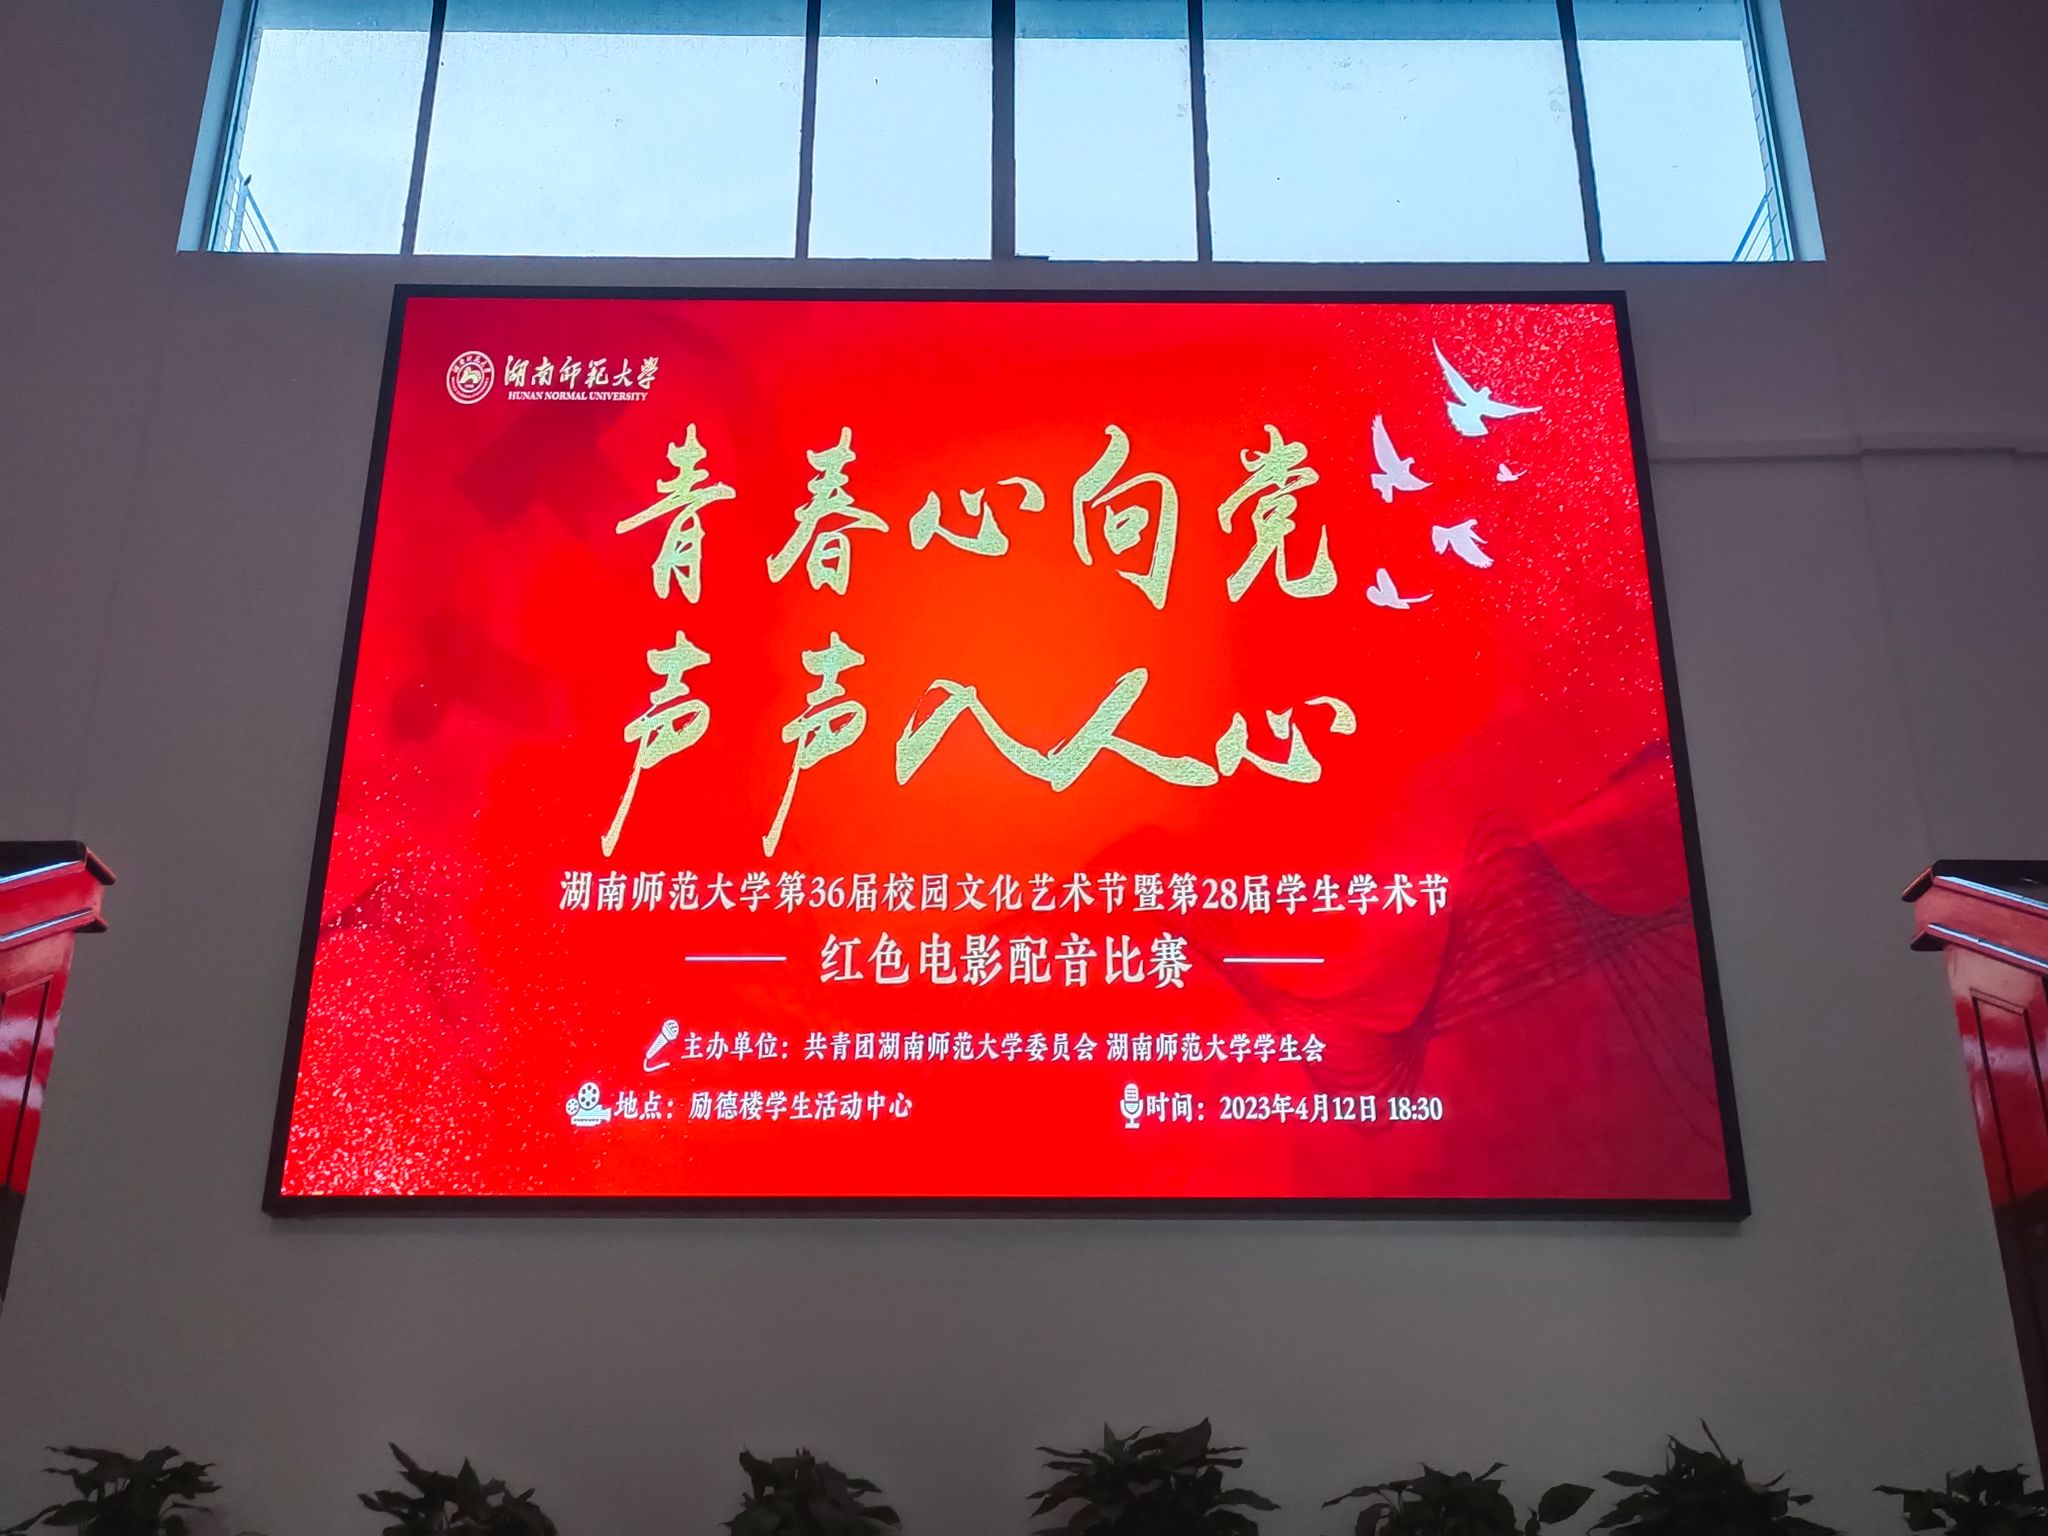 湖南师范大学
HUNAN NORMAL UNIVERSITY
青春心向党
声声入人心
湖南师范大学第36届校园文化艺术节暨第28届学生学术节
红色电影配音比赛
主办单位：共青团湖南师范大学委员会 湖南师范大学学生会
地点：励德楼学生活动中心
时间：2023年4月12日 18:30